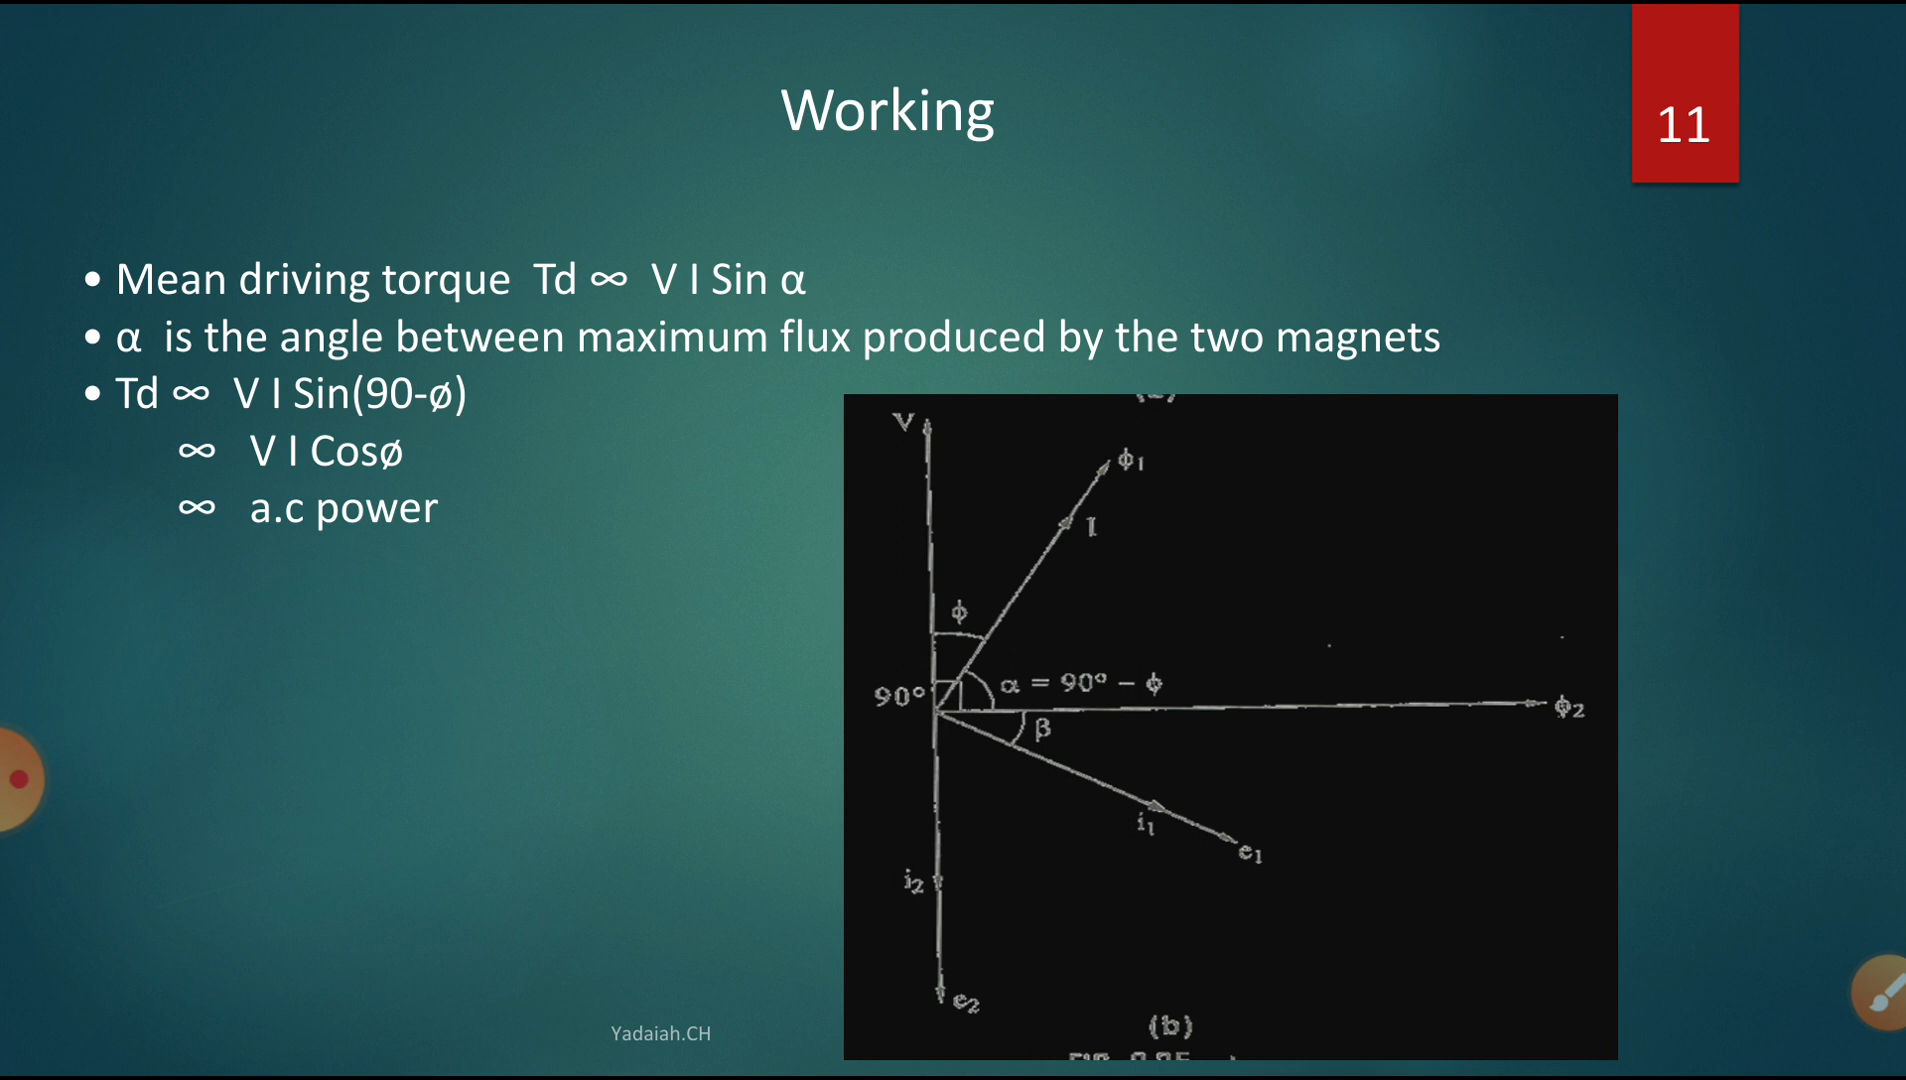 Working
11
• Mean driving torque Td ∞ V I Sin α
• α is the angle between maximum flux produced by the two magnets
• Td ∞ V I Sin(90-ø)
∞ V I Cosø
∞ a.c power
V
ϕ1
I
ϕ
90°
α = 90° − ϕ
ϕ2
β
i1
e1
i2
e2
(b)
Yadaiah.CH